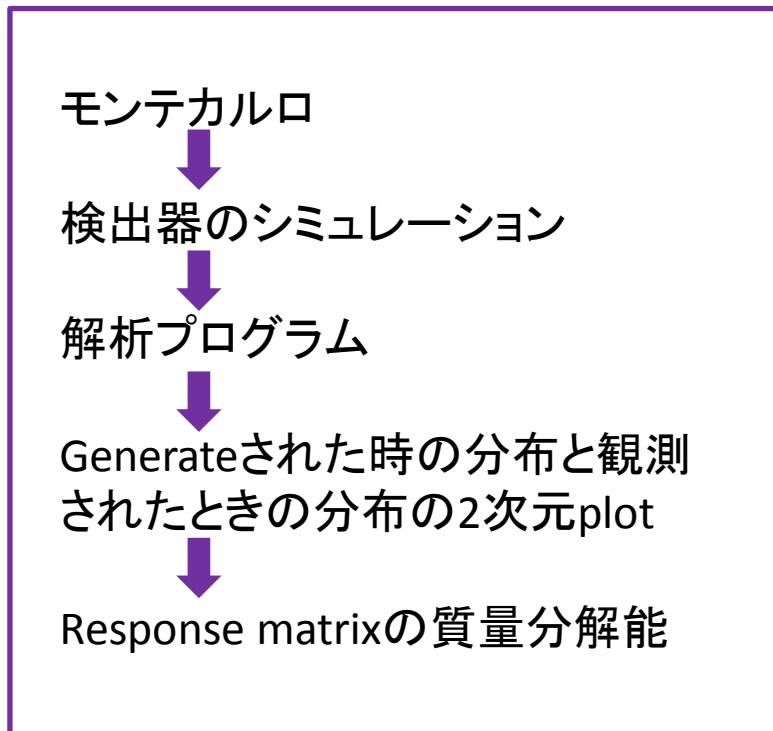 モンテカルロ
検出器のシミュレーション
解析プログラム
Generateされた時の分布と観測
されたときの分布の2次元plot
Response matrixの質量分解能